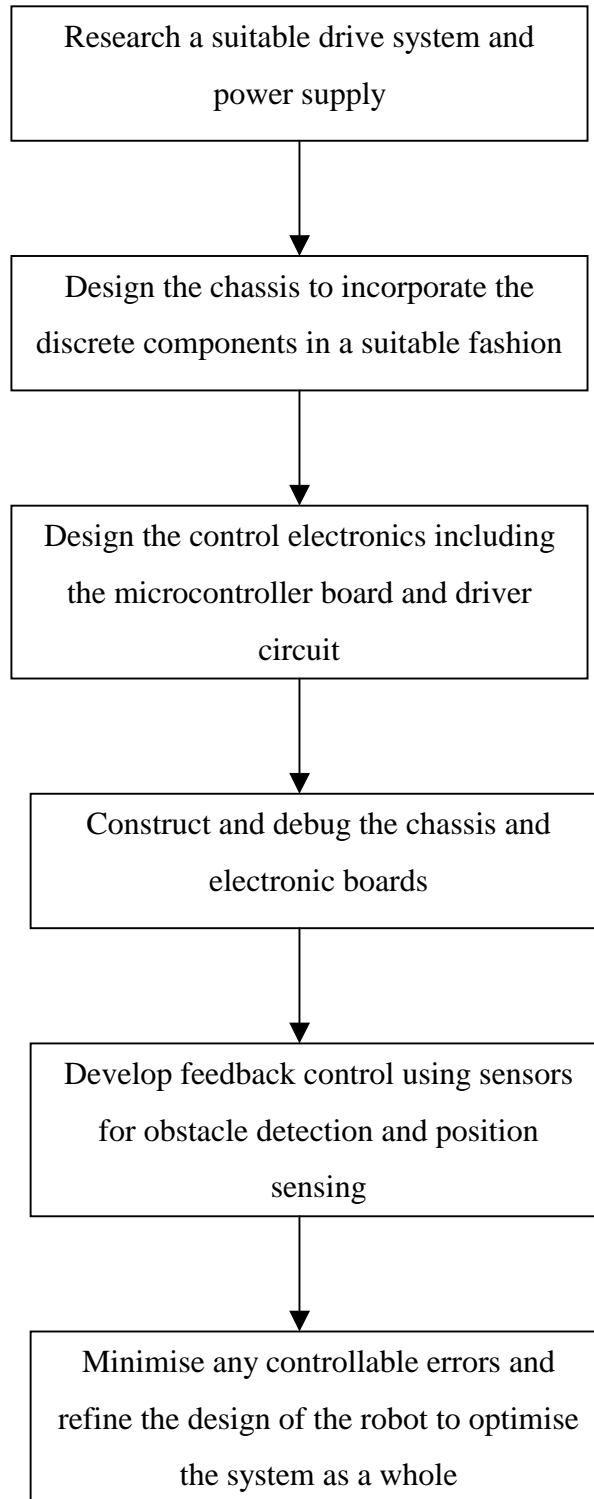 Research a suitable drive system and
power supply
Design the chassis to incorporate the
discrete components in a suitable fashion
Design the control electronics including
the microcontroller board and driver
circuit
Construct and debug the chassis and
electronic boards
Develop feedback control using sensors
for obstacle detection and position
sensing
Minimise any controllable errors and
refine the design of the robot to optimise
the system as a whole